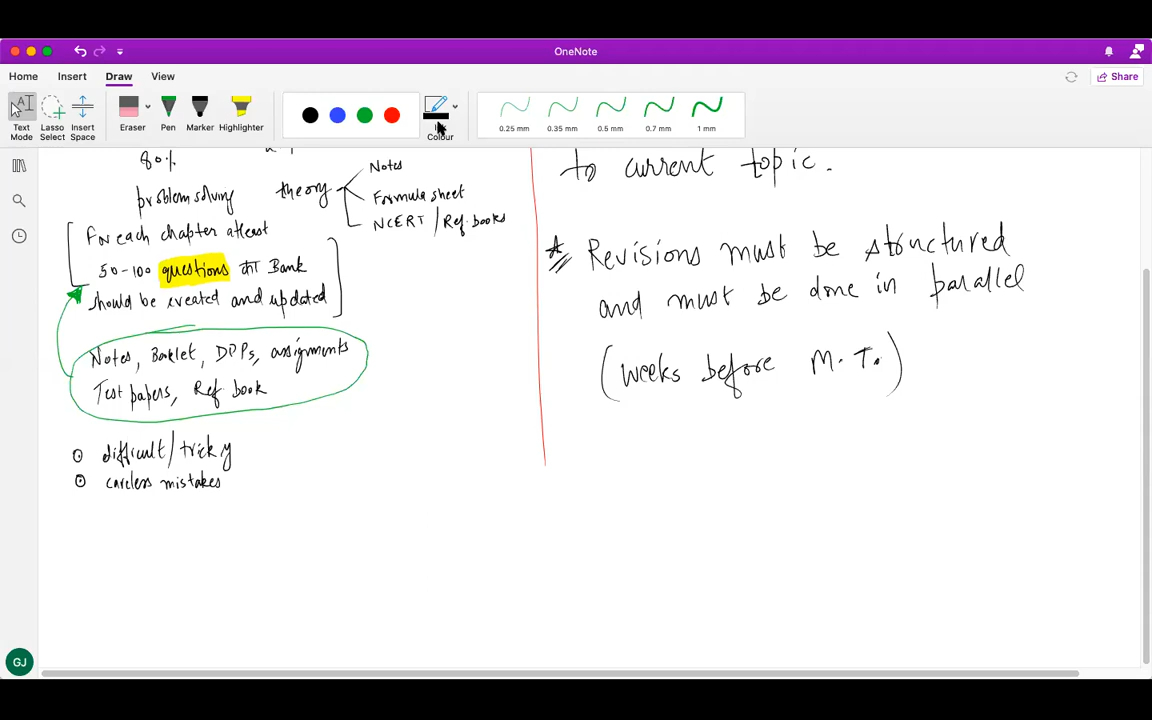 OneNote
Home Insert Draw View
Share
Text Mode
Lasso Select
Insert Space
Eraser
Pen
Marker
Highlighter
Colour
0.25 mm
0.35 mm
0.5 mm
0.7 mm
1 mm
80%
problem solving theory
Notes
Formula sheet
NCERT / Ref. books
For each chapter atleast
50-100 questions Bank
should be created and updated
Notes, Booklet, DPPs, assignments
Test papers, Ref. book
difficult/tricky
careless mistakes
to current topic.
Revisions must be structured
and must be done in parallel
(weeks before M.T.)
GJ